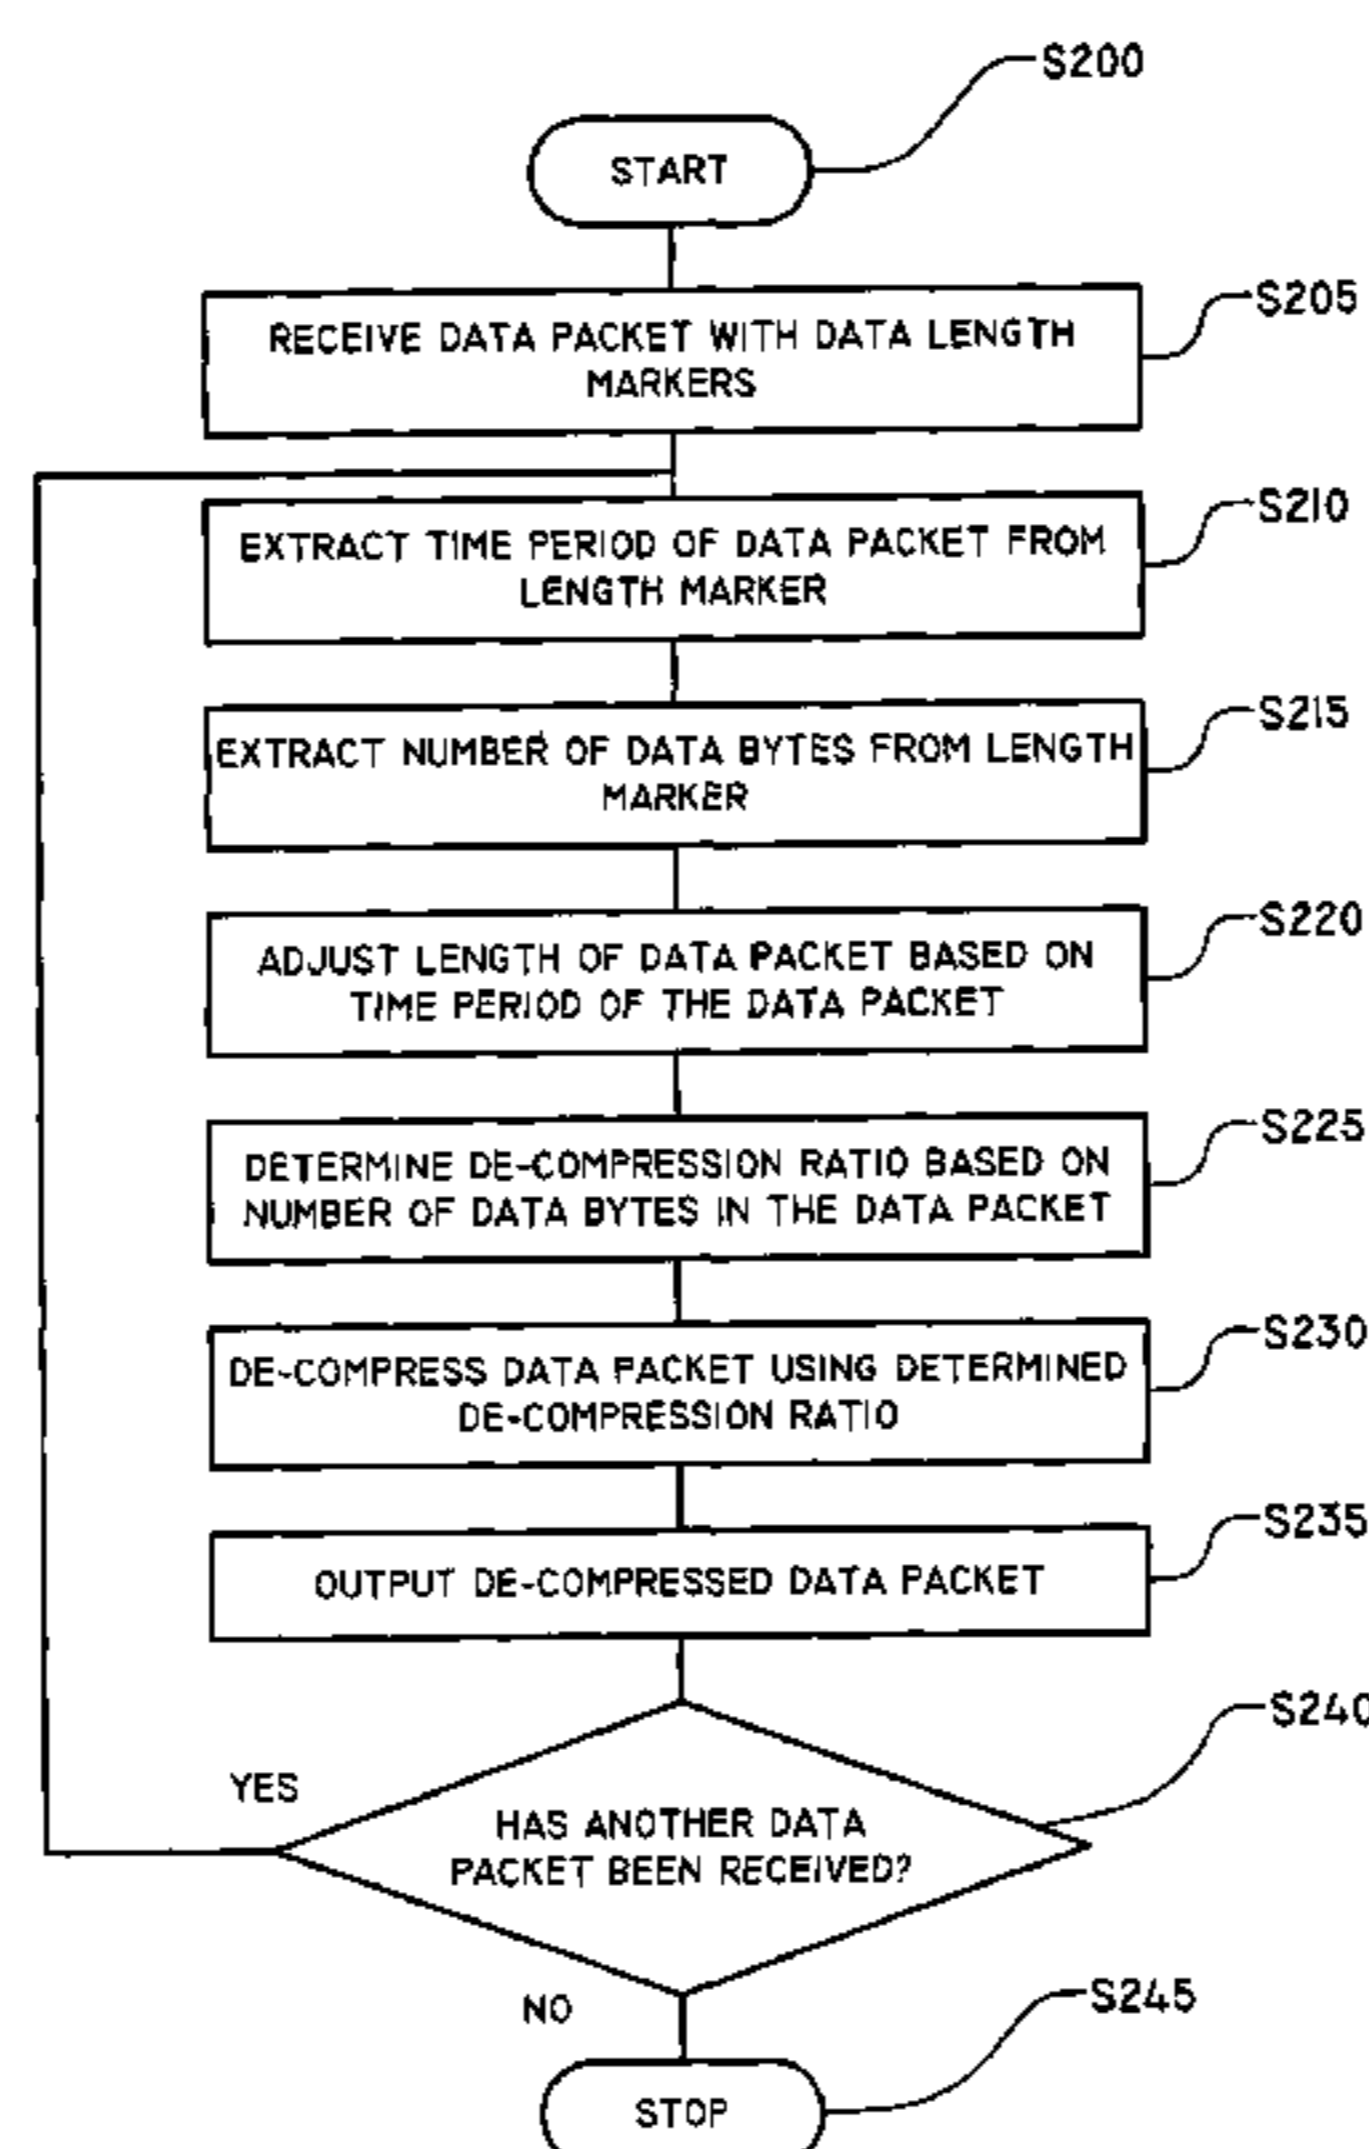 S200
START
S205
RECEIVE DATA PACKET WITH DATA LENGTH
MARKERS
S210
EXTRACT TIME PERIOD OF DATA PACKET FROM
LENGTH MARKER
S215
EXTRACT NUMBER OF DATA BYTES FROM LENGTH
MARKER
S220
ADJUST LENGTH OF DATA PACKET BASED ON
TIME PERIOD OF THE DATA PACKET
S225
DETERMINE DE-COMPRESSION RATIO BASED ON
NUMBER OF DATA BYTES IN THE DATA PACKET
S230
DE-COMPRESS DATA PACKET USING DETERMINED
DE-COMPRESSION RATIO
S235
OUTPUT DE-COMPRESSED DATA PACKET
S240
YES
HAS ANOTHER DATA
PACKET BEEN RECEIVED?
NO
S245
STOP